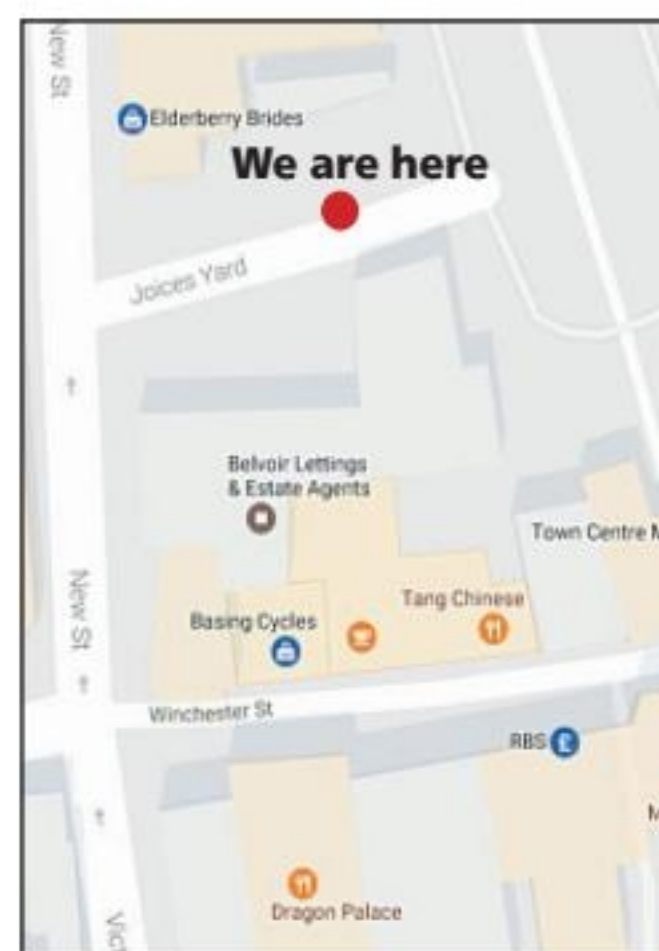 New St
Elderberry Brides
We are here
Joices Yard
Belvoir Lettings
& Estate Agents
Town Centre M
New St
Tang Chinese
Basing Cycles
Winchester St
RBS £
M
Dragon Palace
Vict